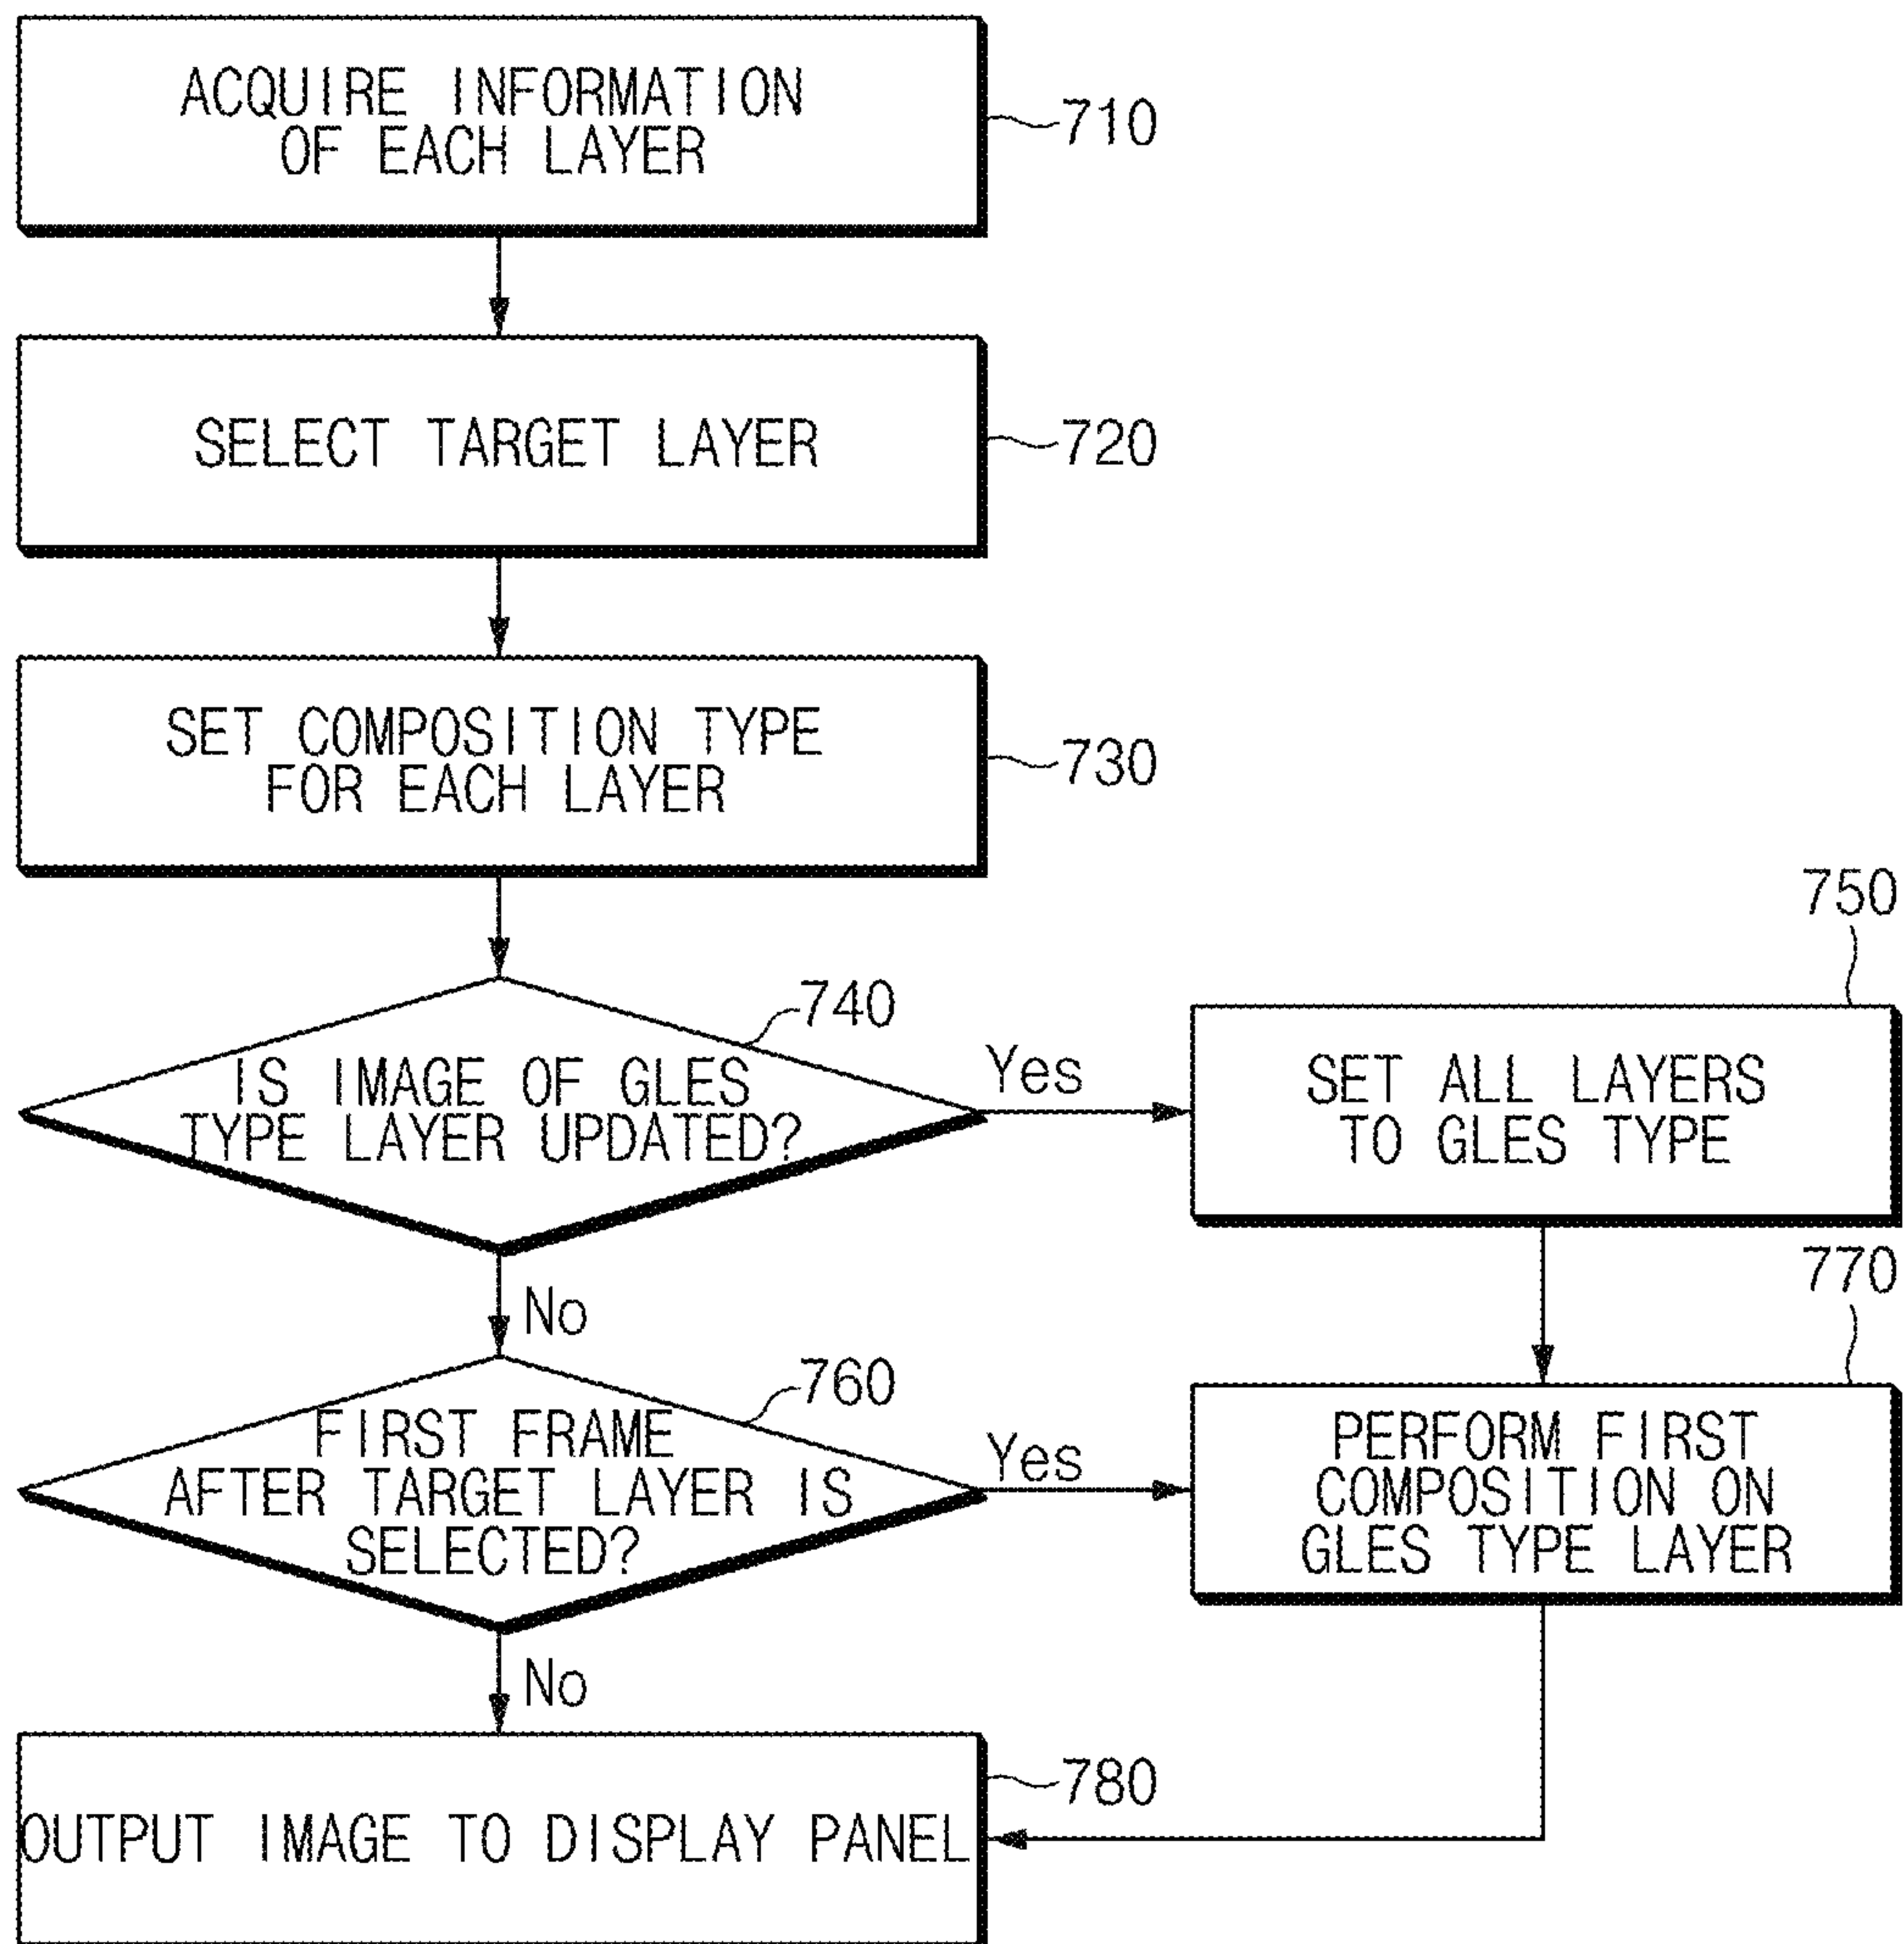 ACQUIRE INFORMATION
OF EACH LAYER
710
SELECT TARGET LAYER
720
SET COMPOSITION TYPE
FOR EACH LAYER
730
740
IS IMAGE OF GLES
TYPE LAYER UPDATED?
Yes
No
750
SET ALL LAYERS
TO GLES TYPE
760
FIRST FRAME
AFTER TARGET LAYER IS
SELECTED?
Yes
No
770
PERFORM FIRST
COMPOSITION ON
GLES TYPE LAYER
780
OUTPUT IMAGE TO DISPLAY PANEL